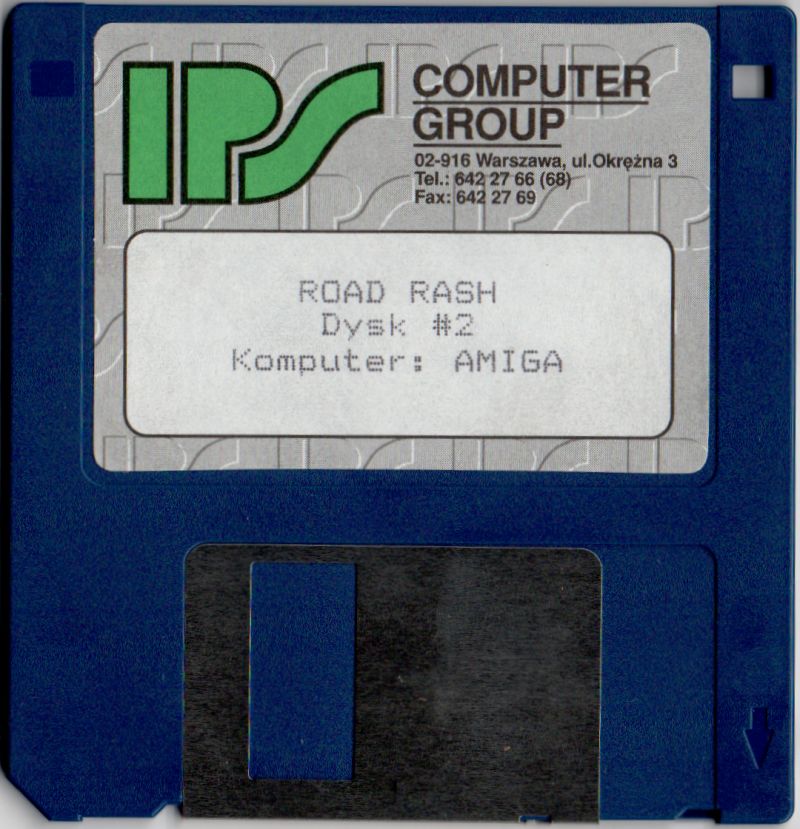 IPS
COMPUTER
GROUP
02-916 Warszawa, ul.Okrężna 3
Tel.: 642 27 66 (68)
Fax: 642 27 69
ROAD RASH
Dysk #2
Komputer: AMIGA